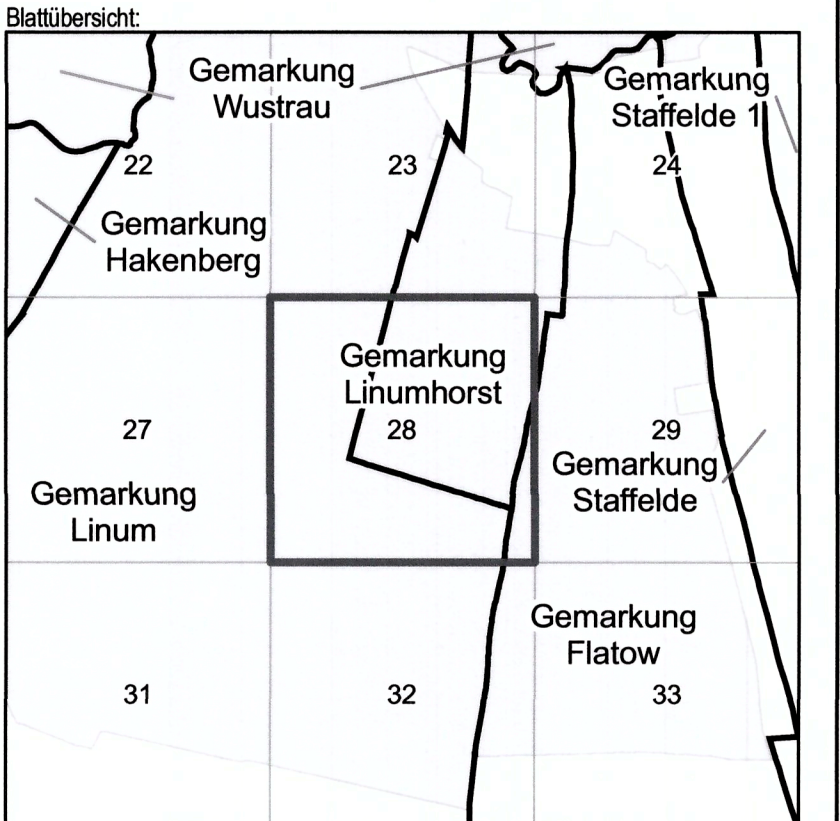 Blattübersicht:
Gemarkung
Wustrau
Gemarkung
Staffelde 1
22
23
24
Gemarkung
Hakenberg
Gemarkung
Linumhorst
27
28
29
Gemarkung
Staffelde
Gemarkung
Linum
Gemarkung
Flatow
31
32
33